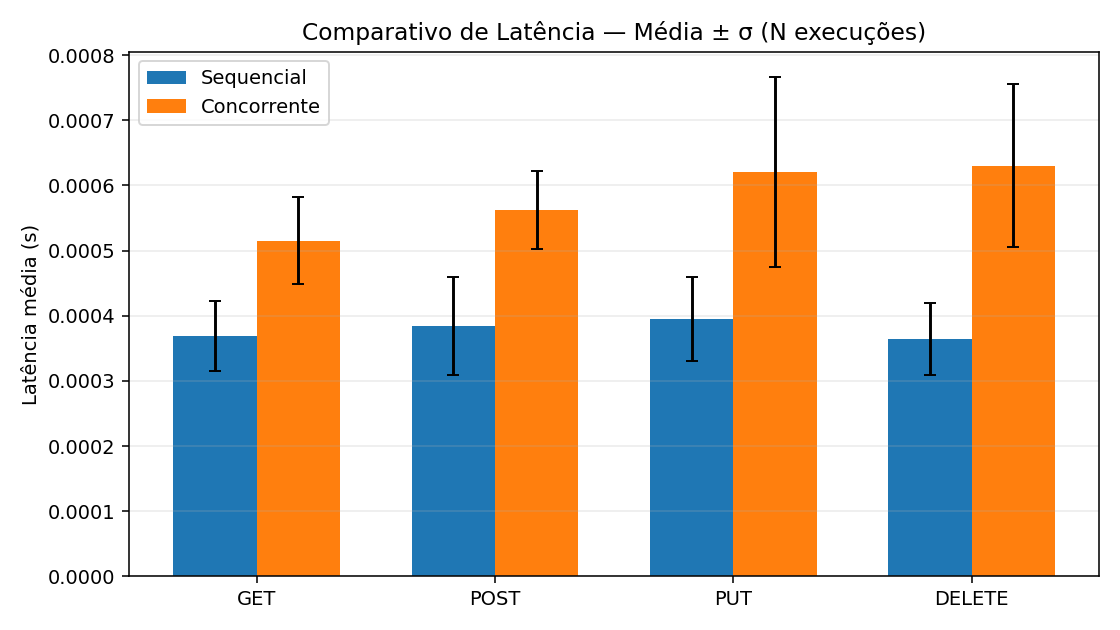 Comparativo de Latência — Média ± σ (N execuções)
Sequencial
Concorrente
Latência média (s)
0.0008
0.0007
0.0006
0.0005
0.0004
0.0003
0.0002
0.0001
0.0000
GET
POST
PUT
DELETE